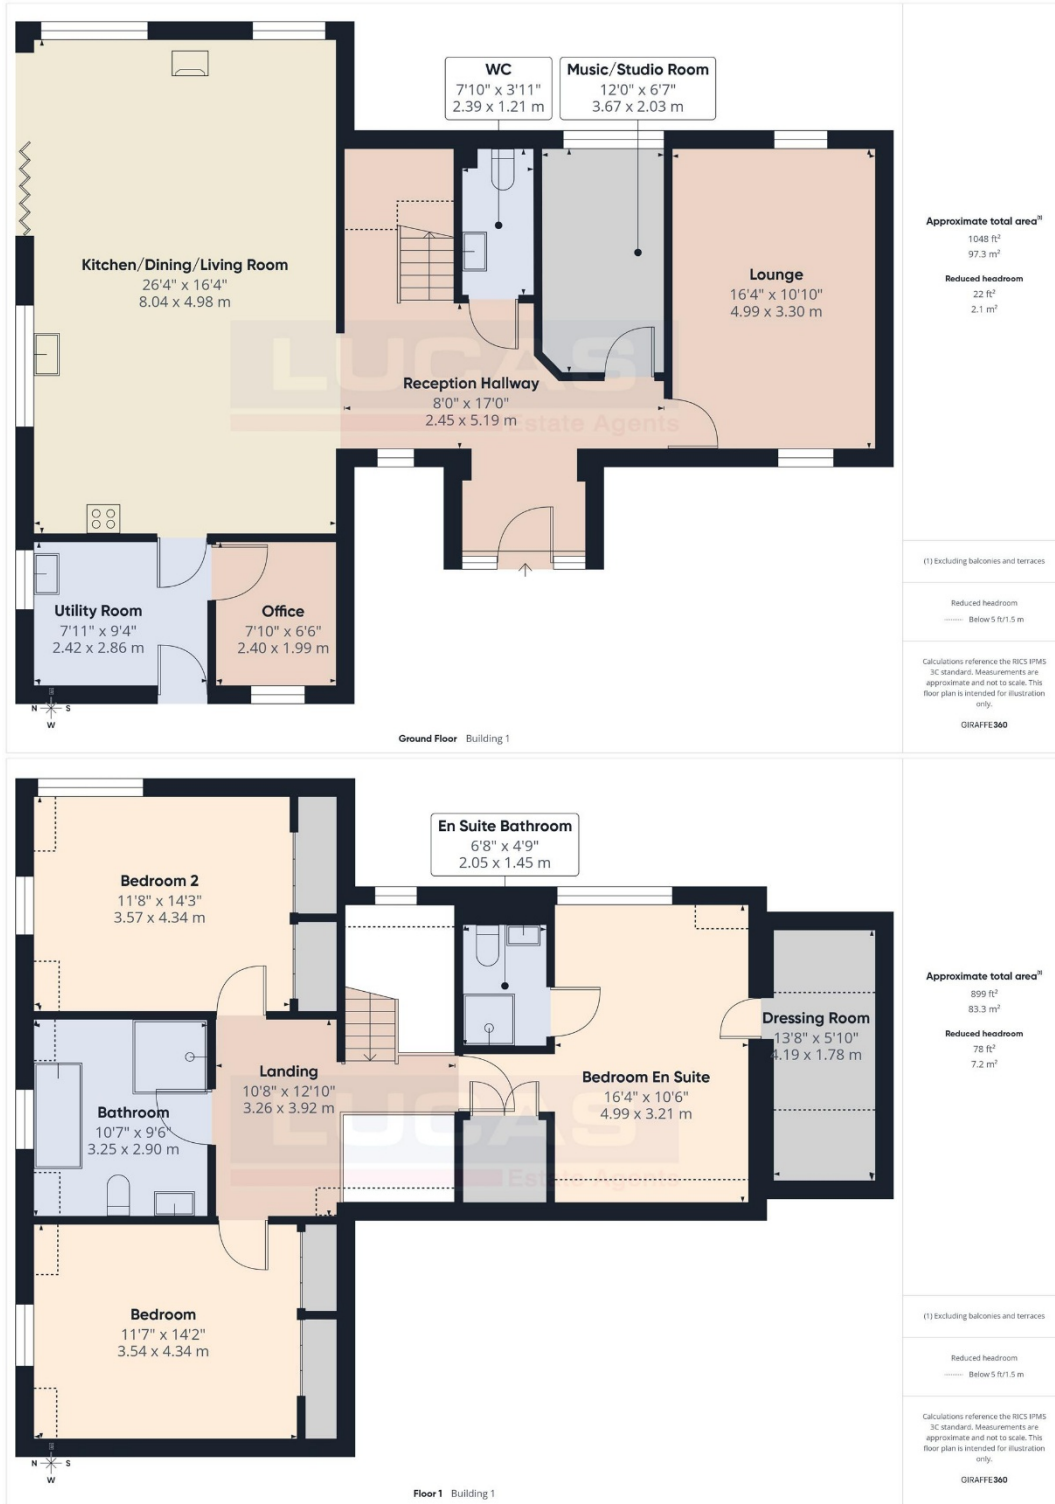 WC
7'10" x 3'11"
2.39 x 1.21 m
Music/Studio Room
12'0" x 6'7"
3.67 x 2.03 m
Kitchen/Dining/Living Room
26'4" x 16'4"
8.04 x 4.98 m
Lounge
16'4" x 10'10"
4.99 x 3.30 m
LUCAS
Estate Agents
Reception Hallway
8'0" x 17'0"
2.45 x 5.19 m
Utility Room
7'11" x 9'4"
2.42 x 2.86 m
Office
7'10" x 6'6"
2.40 x 1.99 m
E
N S
W
Ground Floor Building 1
Approximate total area(1)
1048 ft²
97.3 m²
Reduced headroom
22 ft²
2.1 m²
(1) Excluding balconies and terraces
Reduced headroom
Below 5 ft/1.5 m
Calculations reference the RICS IPMS
3C standard. Measurements are
approximate and not to scale. This
floor plan is intended for illustration
only.
GIRAFFE360
En Suite Bathroom
6'8" x 4'9"
2.05 x 1.45 m
Bedroom 2
11'8" x 14'3"
3.57 x 4.34 m
Dressing Room
13'8" x 5'10"
4.19 x 1.78 m
Landing
10'8" x 12'10"
3.26 x 3.92 m
Bedroom En Suite
16'4" x 10'6"
4.99 x 3.21 m
Bathroom
10'7" x 9'6"
3.25 x 2.90 m
LUCAS
Estate Agents
Bedroom
11'7" x 14'2"
3.54 x 4.34 m
E
N S
W
Floor 1 Building 1
Approximate total area(1)
899 ft²
83.3 m²
Reduced headroom
78 ft²
7.2 m²
(1) Excluding balconies and terraces
Reduced headroom
Below 5 ft/1.5 m
Calculations reference the RICS IPMS
3C standard. Measurements are
approximate and not to scale. This
floor plan is intended for illustration
only.
GIRAFFE360